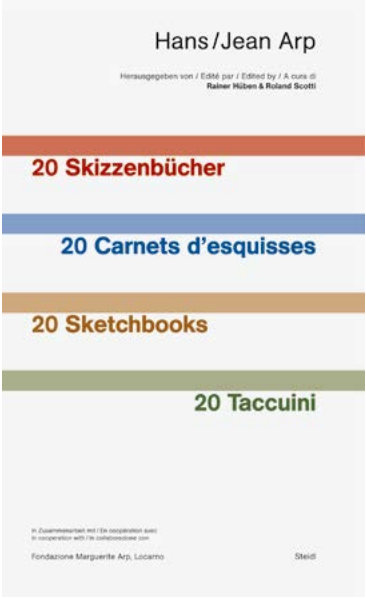 Hans/Jean Arp
Herausgegeben von / Edité par / Edited by / A cura di
Rainer Hüben & Roland Scotti
20 Skizzenbücher
20 Carnets d'esquisses
20 Sketchbooks
20 Taccuini
in Zusammenarbeit mit / En coopération avec
in cooperation with / In collaborazione con
Fondazione Marguerite Arp, Locarno
Steidl